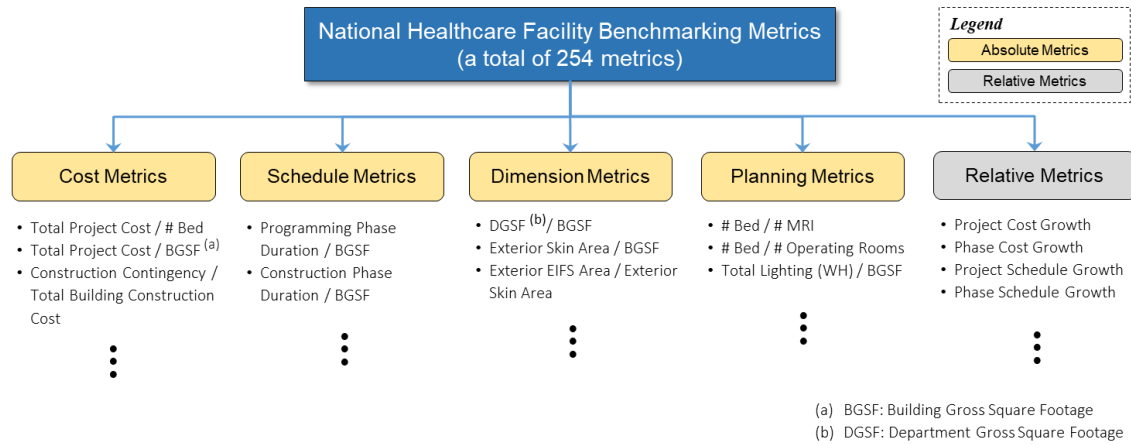 National Healthcare Facility Benchmarking Metrics
(a total of 254 metrics)
Legend
Absolute Metrics
Relative Metrics
Cost Metrics
• Total Project Cost / # Bed
• Total Project Cost / BGSF (a)
• Construction Contingency /
Total Building Construction
Cost
Schedule Metrics
• Programming Phase
Duration / BGSF
• Construction Phase
Duration / BGSF
Dimension Metrics
• DGSF (b)/ BGSF
• Exterior Skin Area / BGSF
• Exterior EIFS Area / Exterior
Skin Area
Planning Metrics
• # Bed / # MRI
• # Bed / # Operating Rooms
• Total Lighting (WH) / BGSF
Relative Metrics
• Project Cost Growth
• Phase Cost Growth
• Project Schedule Growth
• Phase Schedule Growth
(a) BGSF: Building Gross Square Footage
(b) DGSF: Department Gross Square Footage